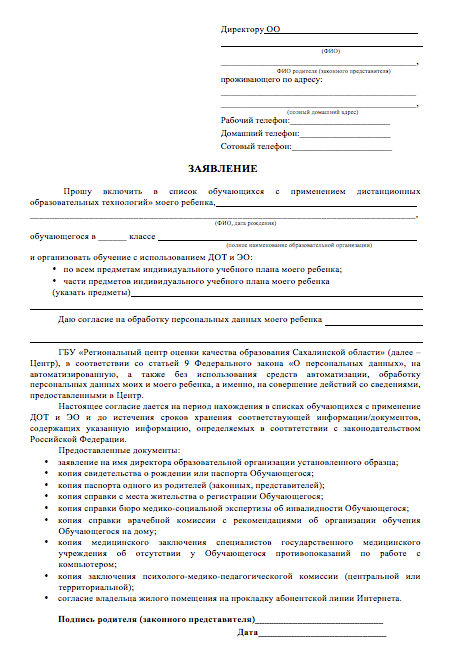 Директору ОО
(ФИО)
,
ФИО родителя (законного представителя)
проживающего по адресу:
,
(полный домашний адрес)
Рабочий телефон:
Домашний телефон:
Сотовый телефон:
ЗАЯВЛЕНИЕ
Прошу включить в список обучающихся с применением дистанционных
образовательных технологий» моего ребенка,
,
(ФИО, дата рождения)
обучающегося в ______ классе
(полное наименование образовательной организации)
и организовать обучение с использованием ДОТ и ЭО:
• по всем предметам индивидуального учебного плана моего ребенка;
• части предметов индивидуального учебного плана моего ребенка
(указать предметы)
Даю согласие на обработку персональных данных моего ребенка
ГБУ «Региональный центр оценки качества образования Сахалинской области» (далее –
Центр), в соответствии со статьей 9 Федерального закона «О персональных данных», на
автоматизированную, а также без использования средств автоматизации, обработку
персональных данных моих и моего ребенка, а именно, на совершение действий со сведениями,
предоставленными в Центр.
Настоящее согласие дается на период нахождения в списках обучающихся с применение
ДОТ и ЭО и до истечения сроков хранения соответствующей информации/документов,
содержащих указанную информацию, определяемых в соответствии с законодательством
Российской Федерации.
Предоставленные документы:
• заявление на имя директора образовательной организации установленного образца;
• копия свидетельства о рождении или паспорта Обучающегося;
• копия паспорта одного из родителей (законных, представителей);
• копия справки с места жительства о регистрации Обучающегося;
• копия справки бюро медико-социальной экспертизы об инвалидности Обучающегося;
• копия справки врачебной комиссии с рекомендациями об организации обучения
Обучающегося на дому;
• копия медицинского заключения специалистов государственного медицинского
учреждения об отсутствии у Обучающегося противопоказаний по работе с
компьютером;
• копия заключения психолого-медико-педагогической комиссии (центральной или
территориальной);
• согласие владельца жилого помещения на прокладку абонентской линии Интернета.
Подпись родителя (законного представителя)
Дата